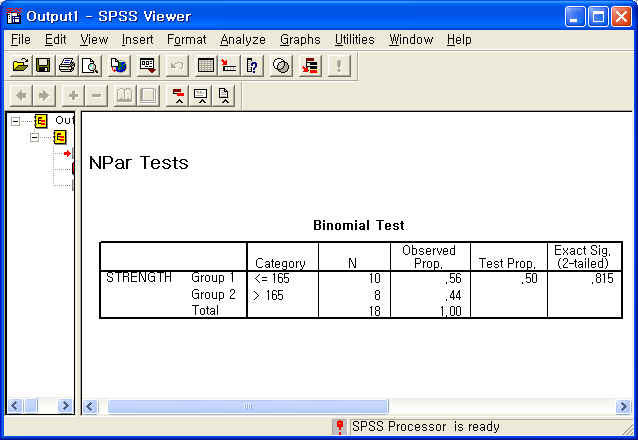 Output1 - SPSS Viewer
File Edit View Insert Format Analyze Graphs Utilities Window Help
Out
NPar Tests
Binomial Test
Category N Observed Prop. Test Prop. Exact Sig. (2-tailed)
STRENGTH Group 1 <= 165 10 .56 .50 .815
Group 2 > 165 8 .44
Total 18 1.00
SPSS Processor is ready